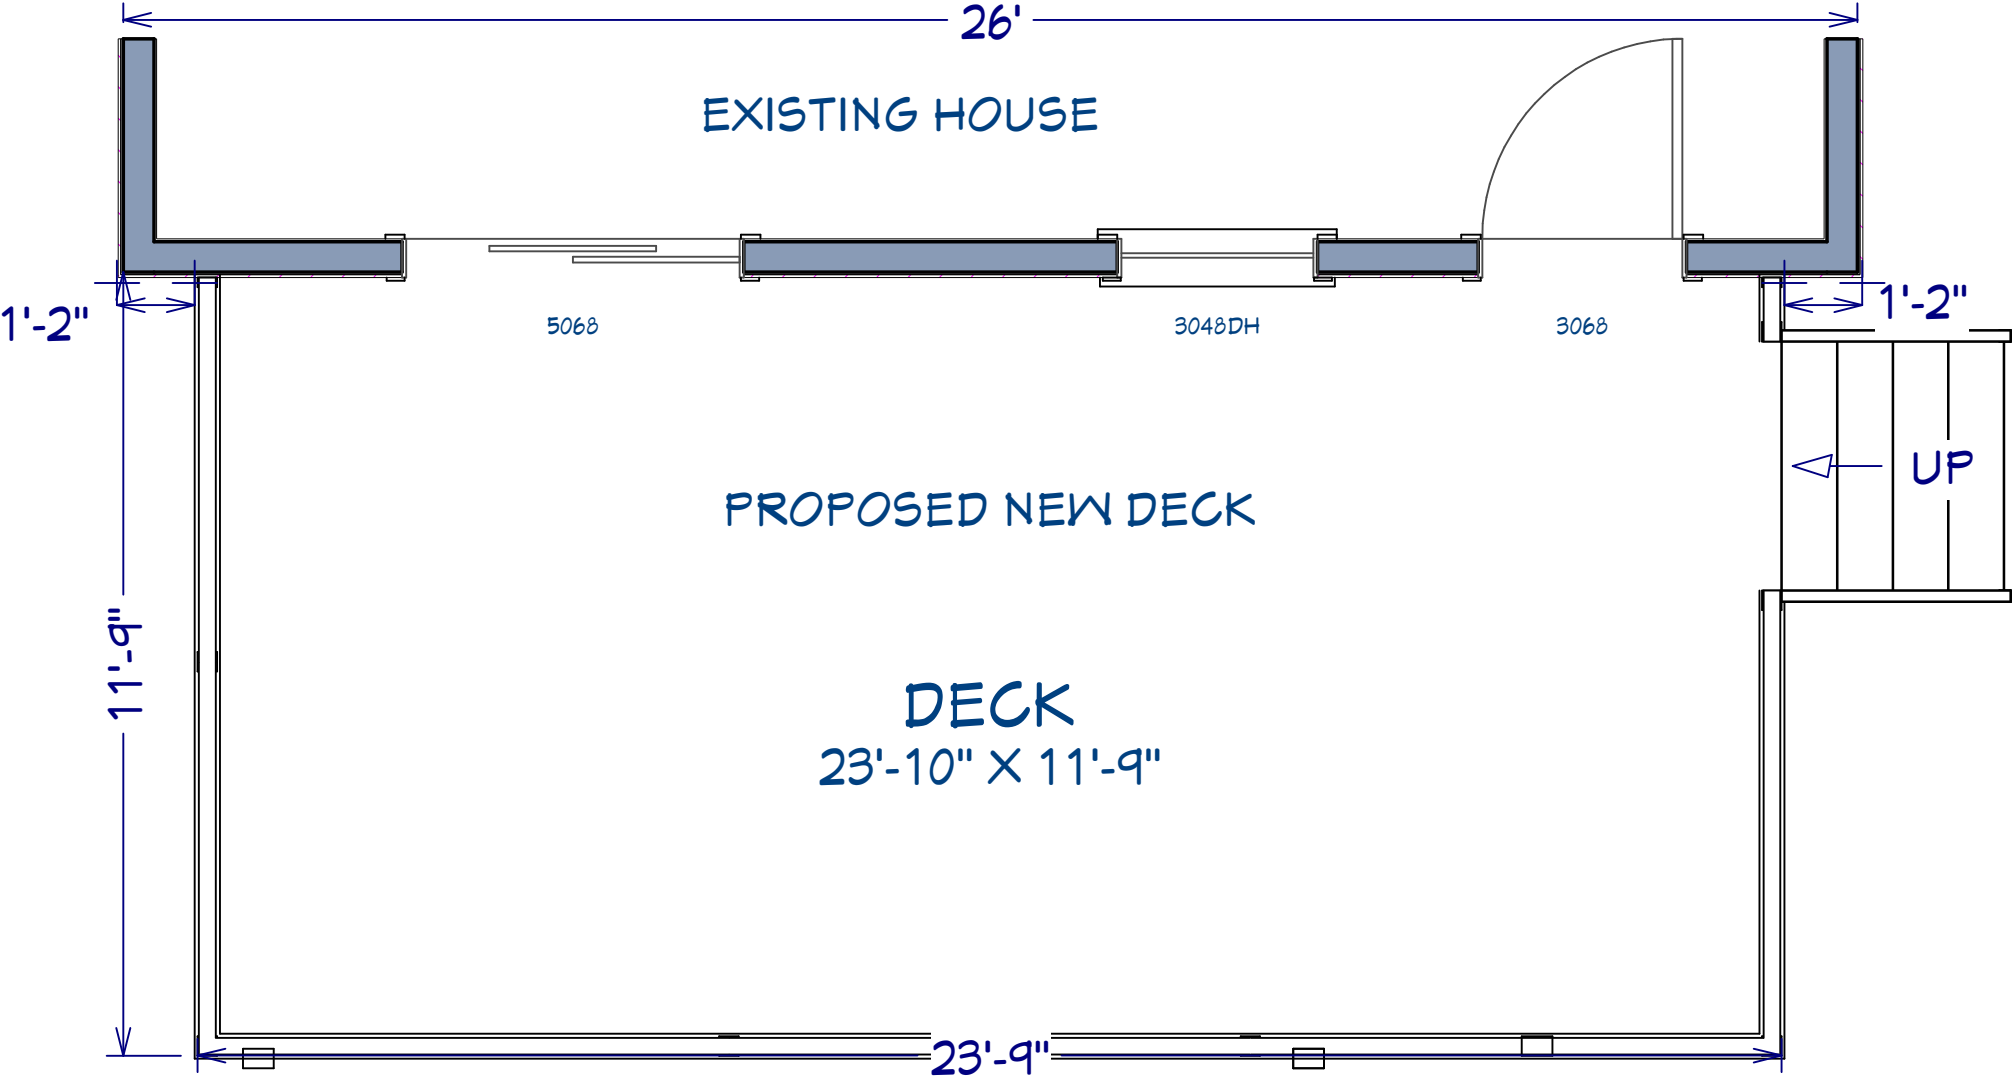 26'
EXISTING HOUSE
1'-2"
1'-2"
5068
3048DH
3068
UP
PROPOSED NEW DECK
11'-9"
DECK
23'-10" X 11'-9"
23'-9"